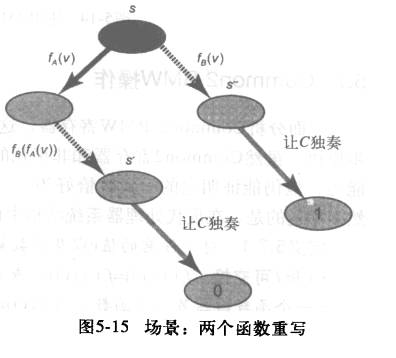 s
f_A(v)
f_B(v)
s''
f_B(f_A(v))
s'
让C独奏
让C独奏
1
0
图5-15 场景：两个函数重写